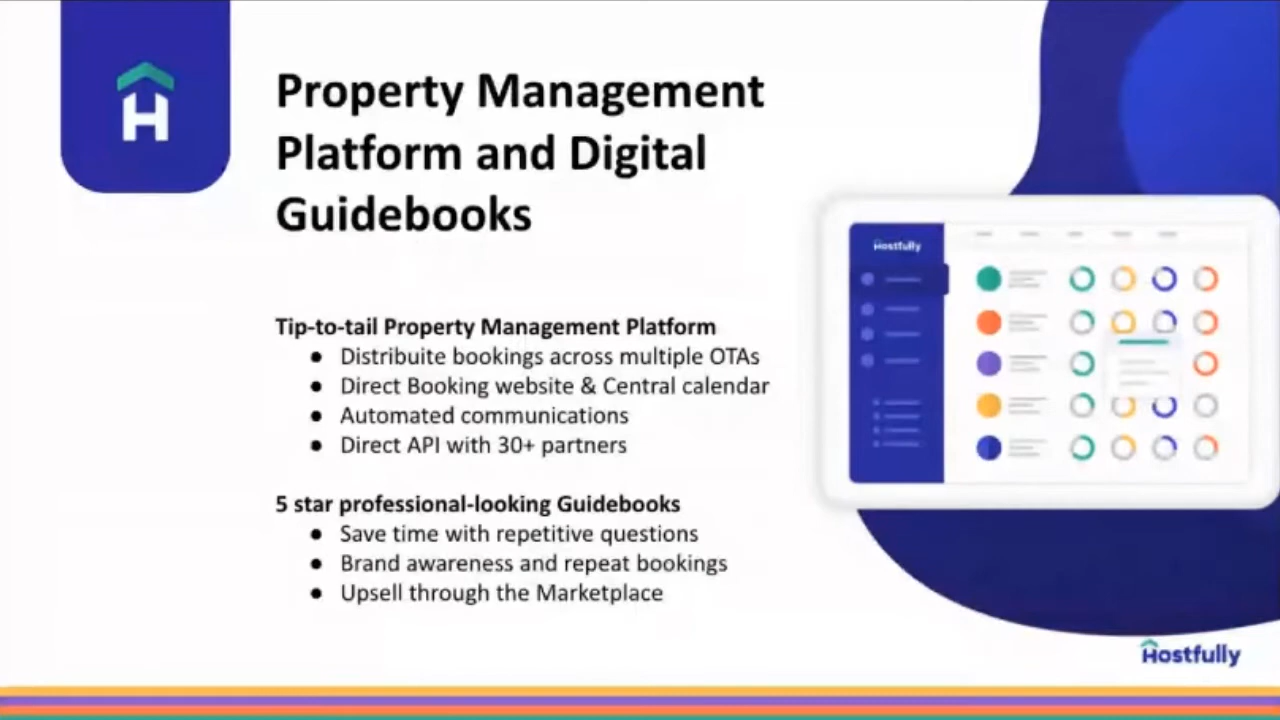 H
Property Management
Platform and Digital
Guidebooks
Tip-to-tail Property Management Platform
● Distribuite bookings across multiple OTAs
● Direct Booking website & Central calendar
● Automated communications
● Direct API with 30+ partners
5 star professional-looking Guidebooks
● Save time with repetitive questions
● Brand awareness and repeat bookings
● Upsell through the Marketplace
Hostfully
Hostfully